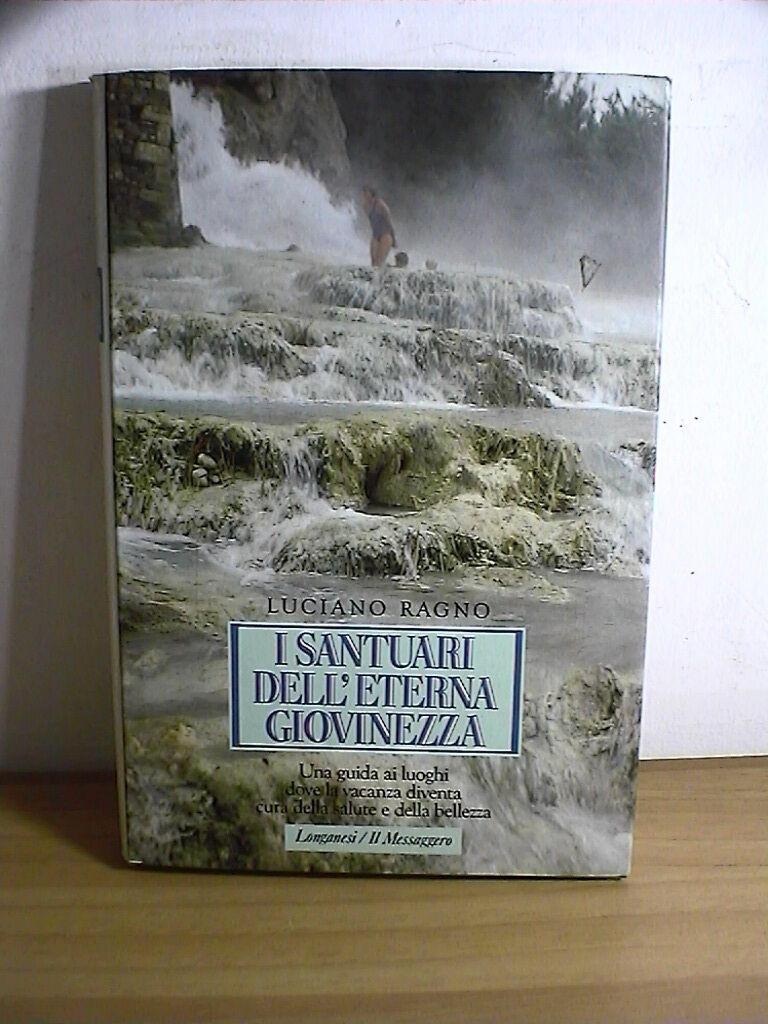 LUCIANO RAGNO
I SANTUARI
DELL'ETERNA
GIOVINEZZA
Una guida ai luoghi
dove la vacanza diventa
cura della salute e della bellezza
Longanesi / Il Messaggero